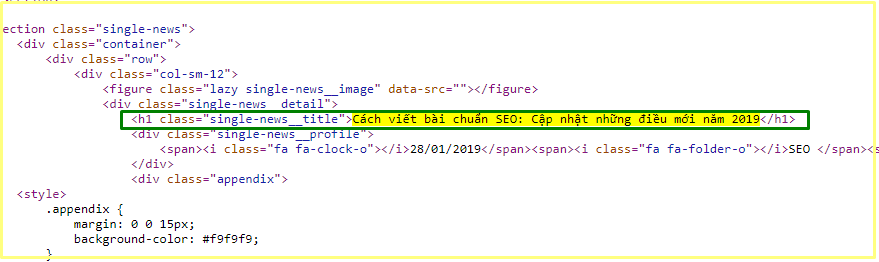 ection class="single-news">
<div class="container">
<div class="row">
<div class="col-sm-12">
<figure class="lazy single-news__image" data-src=""></figure>
<div class="single-news__detail">
<h1 class="single-news__title">Cách viết bài chuẩn SEO: Cập nhật những điều mới năm 2019</h1>
<div class="single-news__profile">
<span><i class="fa fa-clock-o"></i>28/01/2019</span><span><i class="fa fa-folder-o"></i>SEO </span><s
</div>
<div class="appendix">
<style>
.appendix {
margin: 0 0 15px;
background-color: #f9f9f9;
}